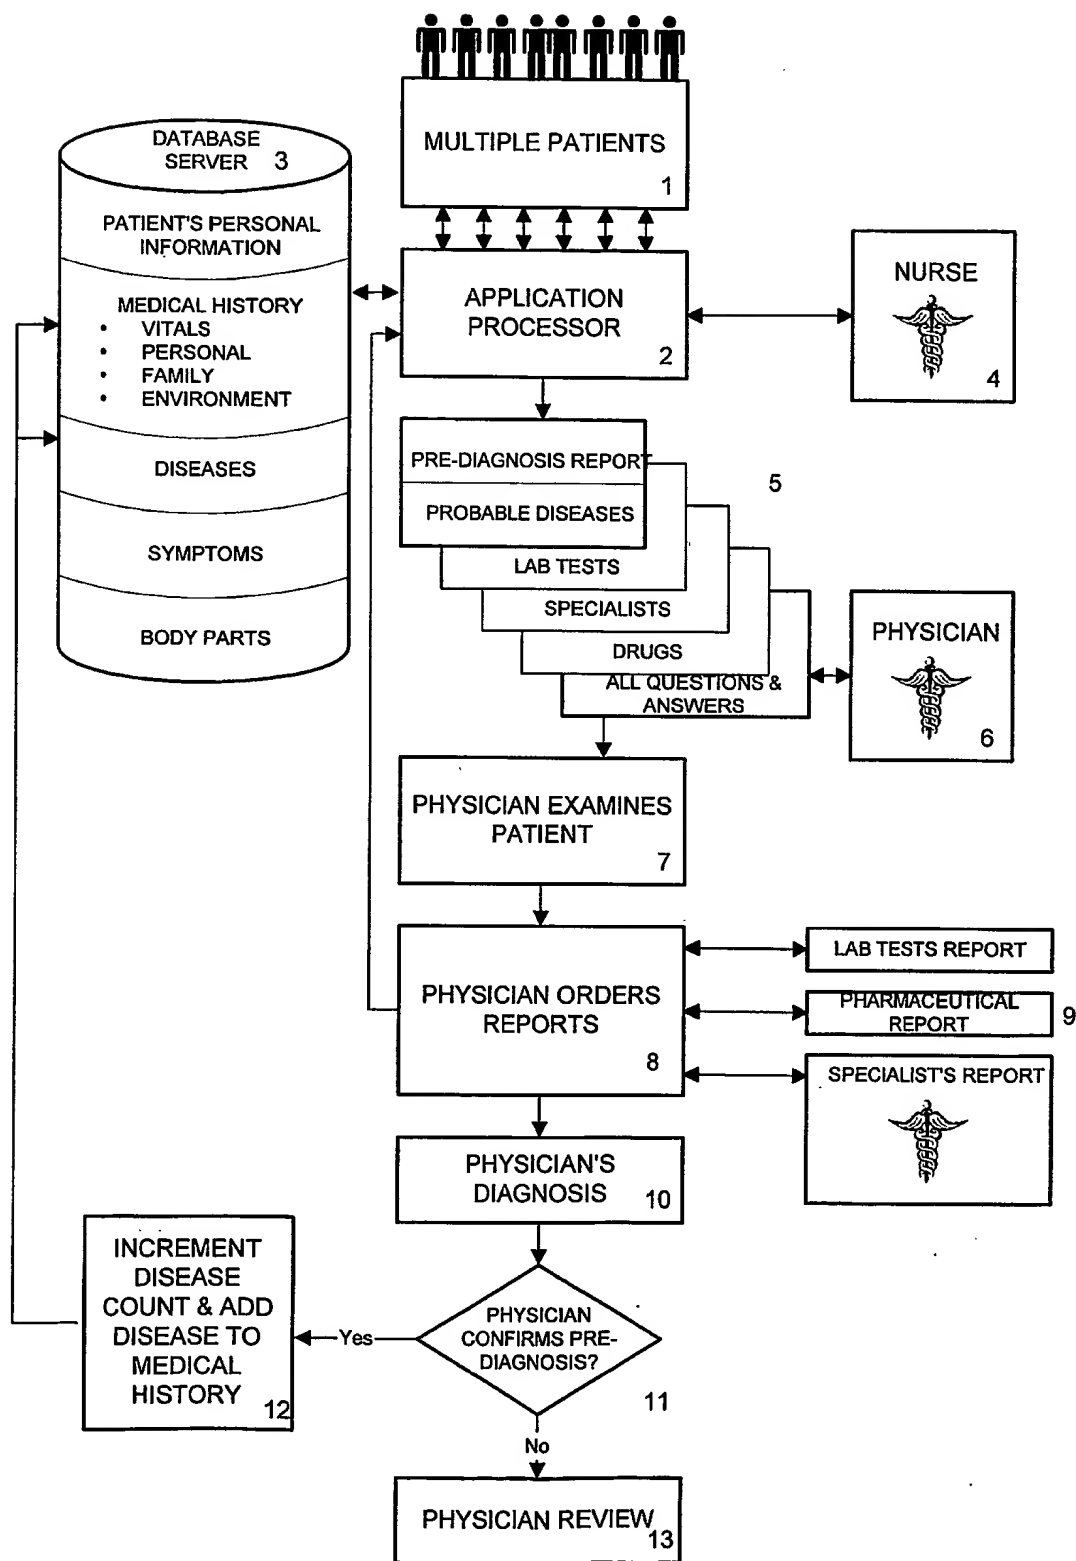 MULTIPLE PATIENTS
1
DATABASE
SERVER 3
PATIENT'S PERSONAL
INFORMATION
MEDICAL HISTORY
• VITALS
• PERSONAL
• FAMILY
• ENVIRONMENT
DISEASES
SYMPTOMS
BODY PARTS
APPLICATION
PROCESSOR
2
NURSE
4
PRE-DIAGNOSIS REPORT
PROBABLE DISEASES
LAB TESTS
SPECIALISTS
DRUGS
ALL QUESTIONS &
ANSWERS
5
PHYSICIAN
6
PHYSICIAN EXAMINES
PATIENT
7
PHYSICIAN ORDERS
REPORTS
8
LAB TESTS REPORT
PHARMACEUTICAL
REPORT
9
SPECIALIST'S REPORT
PHYSICIAN'S
DIAGNOSIS
10
PHYSICIAN
CONFIRMS PRE-
DIAGNOSIS?
11
Yes
INCREMENT
DISEASE
COUNT & ADD
DISEASE TO
MEDICAL
HISTORY
12
No
PHYSICIAN REVIEW
13